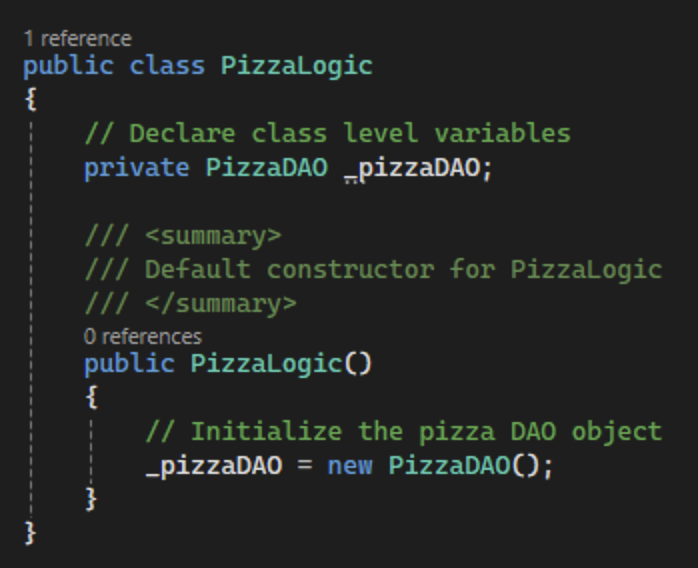 1 reference
public class PizzaLogic
{
// Declare class level variables
private PizzaDAO _pizzaDAO;
/// <summary>
/// Default constructor for PizzaLogic
/// </summary>
0 references
public PizzaLogic()
{
// Initialize the pizza DAO object
_pizzaDAO = new PizzaDAO();
}
}